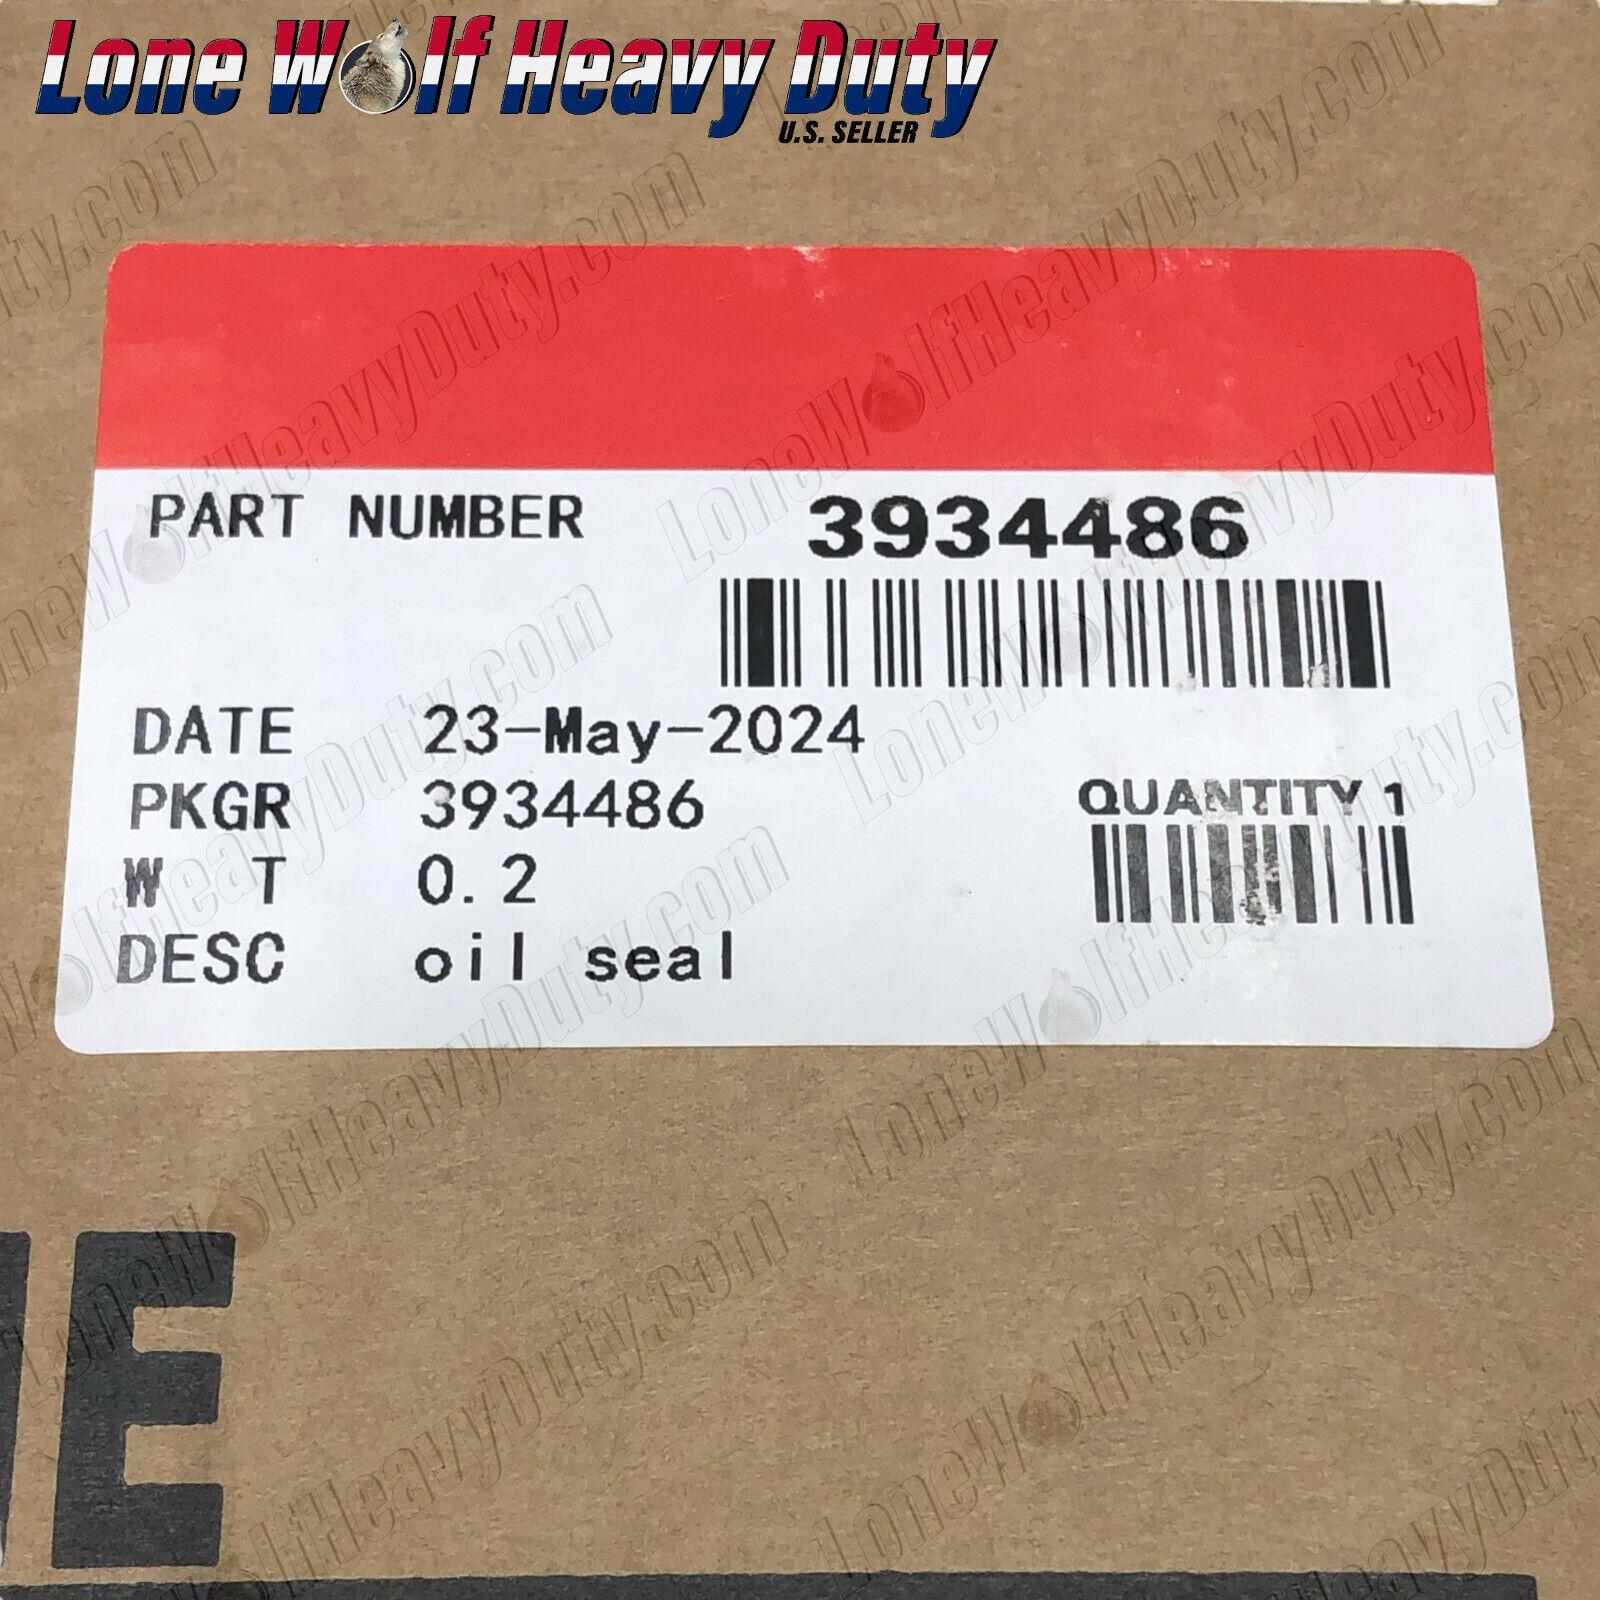 Lone Wolf Heavy Duty
U.S. SELLER
PART NUMBER 3934486
DATE 23-May-2024
PKGR 3934486
QUANTITY 1
W T 0.2
DESC oil seal
E
LoneWolfHeavyDuty.com